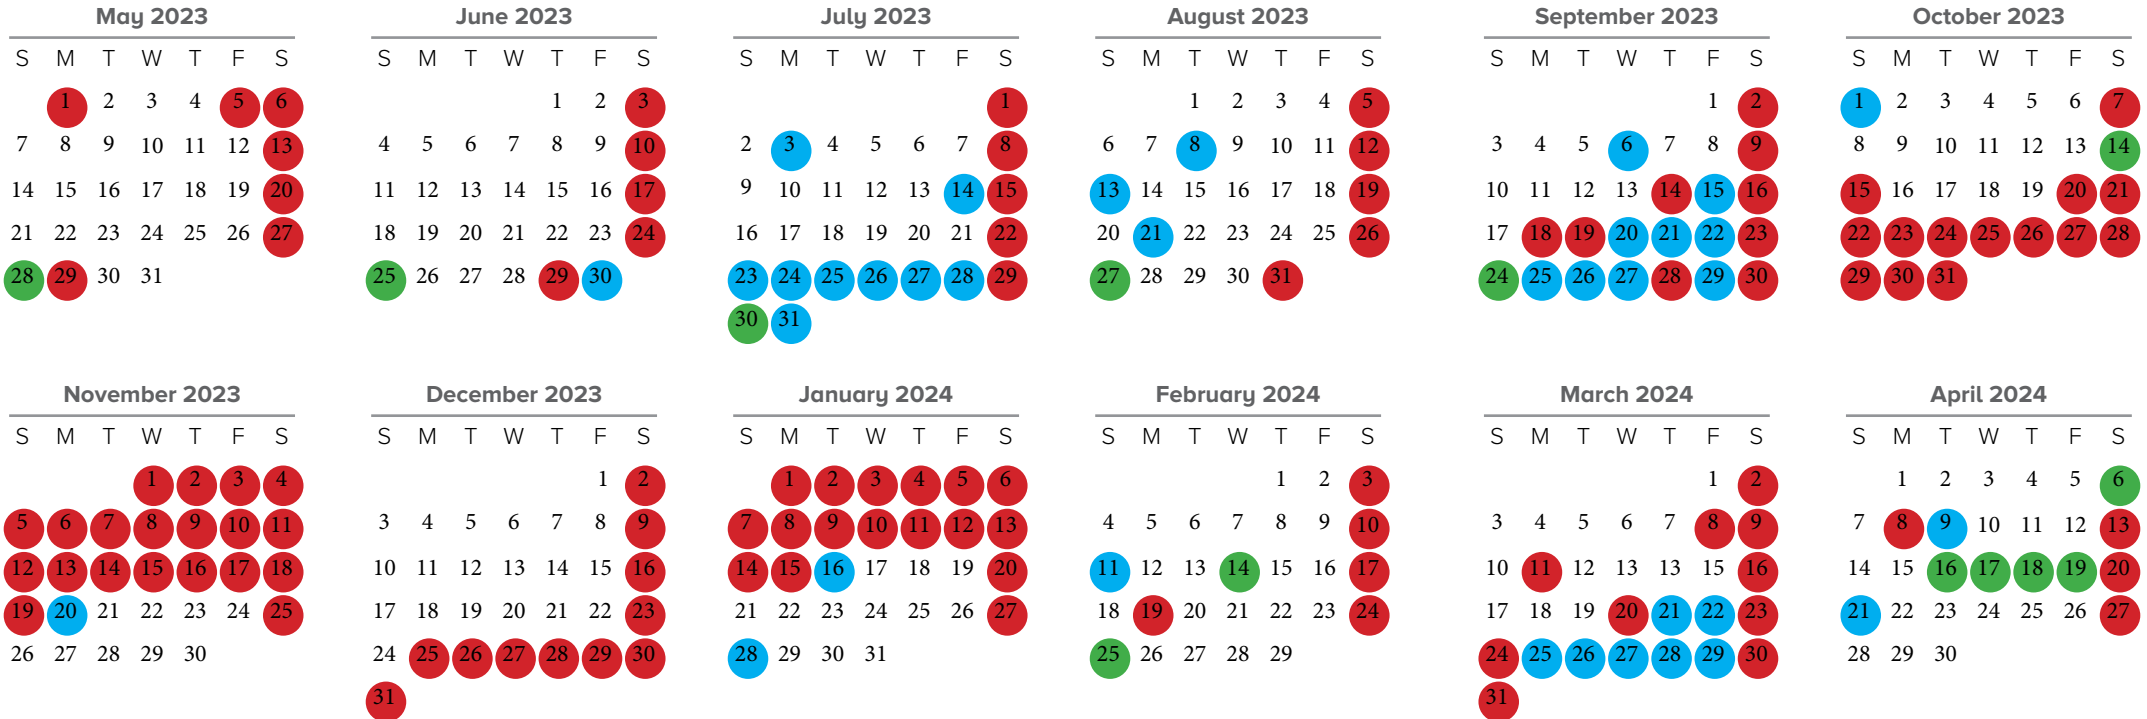 May 2023
S M T W T F S
1 2 3 4 5 6
7 8 9 10 11 12 13
14 15 16 17 18 19 20
21 22 23 24 25 26 27
28 29 30 31
June 2023
S M T W T F S
1 2 3
4 5 6 7 8 9 10
11 12 13 14 15 16 17
18 19 20 21 22 23 24
25 26 27 28 29 30
July 2023
S M T W T F S
1
2 3 4 5 6 7 8
9 10 11 12 13 14 15
16 17 18 19 20 21 22
23 24 25 26 27 28 29
30 31
August 2023
S M T W T F S
1 2 3 4 5
6 7 8 9 10 11 12
13 14 15 16 17 18 19
20 21 22 23 24 25 26
27 28 29 30 31
September 2023
S M T W T F S
1 2
3 4 5 6 7 8 9
10 11 12 13 14 15 16
17 18 19 20 21 22 23
24 25 26 27 28 29 30
October 2023
S M T W T F S
1 2 3 4 5 6 7
8 9 10 11 12 13 14
15 16 17 18 19 20 21
22 23 24 25 26 27 28
29 30 31
November 2023
S M T W T F S
1 2 3 4
5 6 7 8 9 10 11
12 13 14 15 16 17 18
19 20 21 22 23 24 25
26 27 28 29 30
December 2023
S M T W T F S
1 2
3 4 5 6 7 8 9
10 11 12 13 14 15 16
17 18 19 20 21 22 23
24 25 26 27 28 29 30
31
January 2024
S M T W T F S
1 2 3 4 5 6
7 8 9 10 11 12 13
14 15 16 17 18 19 20
21 22 23 24 25 26 27
28 29 30 31
February 2024
S M T W T F S
1 2 3
4 5 6 7 8 9 10
11 12 13 14 15 16 17
18 19 20 21 22 23 24
25 26 27 28 29
March 2024
S M T W T F S
1 2
3 4 5 6 7 8 9
10 11 12 13 13 15 16
17 18 19 20 21 22 23
24 25 26 27 28 29 30
31
April 2024
S M T W T F S
1 2 3 4 5 6
7 8 9 10 11 12 13
14 15 16 17 18 19 20
21 22 23 24 25 26 27
28 29 30